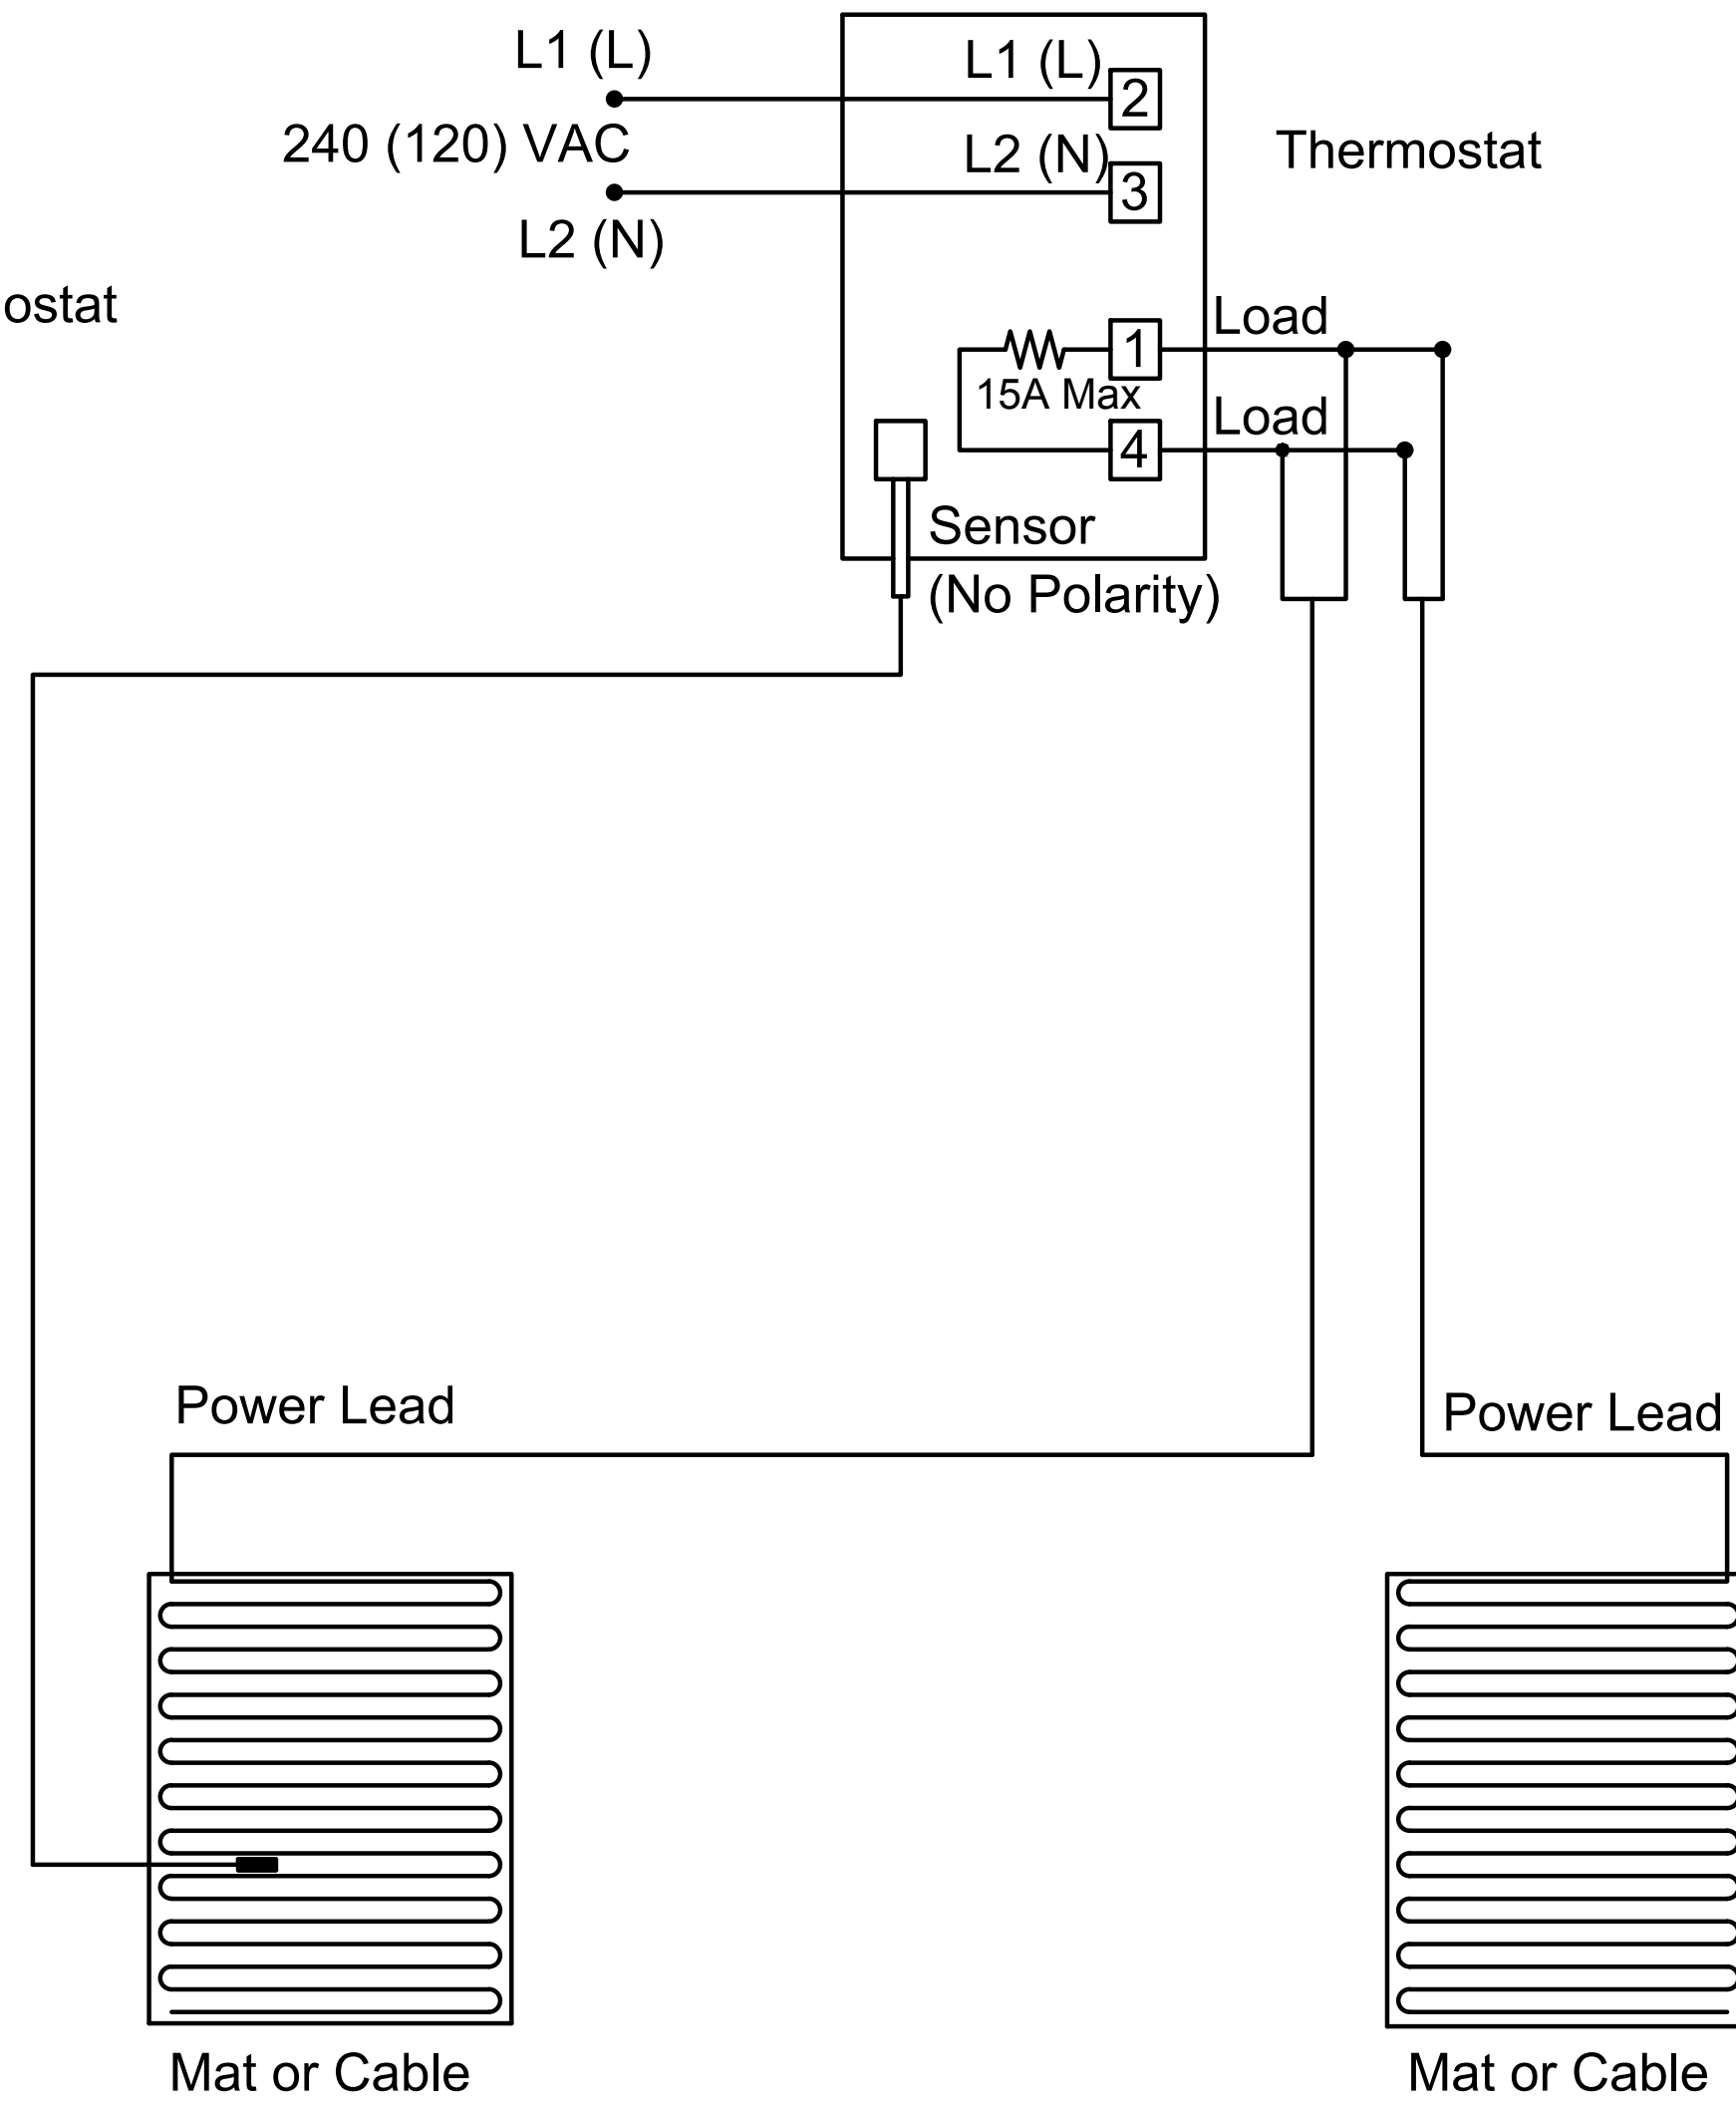 L1 (L)
240 (120) VAC
L2 (N)
L1 (L)
2
L2 (N)
3
Thermostat
ostat
1
Load
15A Max
4
Load
Sensor
(No Polarity)
Power Lead
Power Lead
Mat or Cable
Mat or Cable